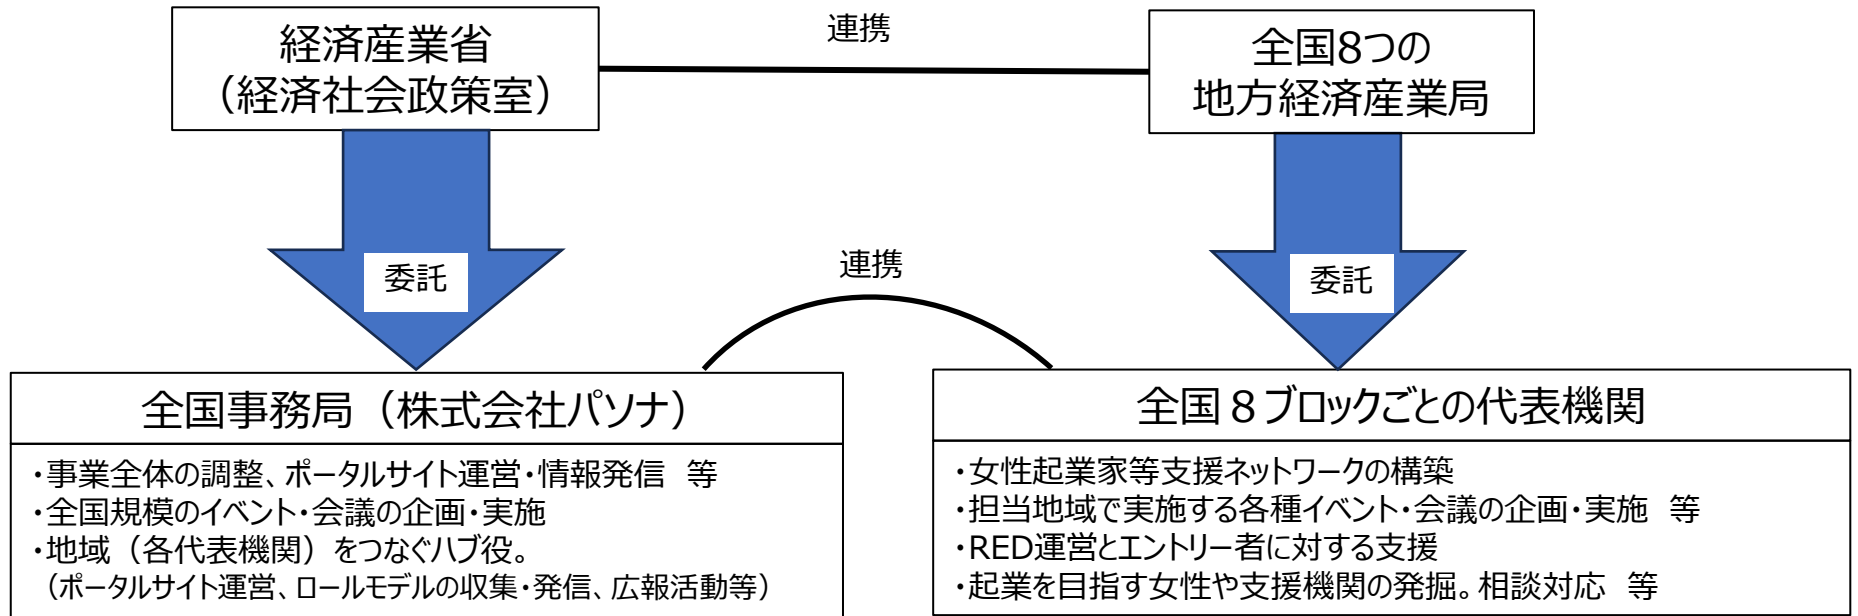 経済産業省
（経済社会政策室）
連携
全国8つの
地方経済産業局
委託
連携
委託
全国事務局（株式会社パソナ）
・事業全体の調整、ポータルサイト運営・情報発信　等
・全国規模のイベント・会議の企画・実施
・地域（各代表機関）をつなぐハブ役。
（ポータルサイト運営、ロールモデルの収集・発信、広報活動等）
全国８ブロックごとの代表機関
・女性起業家等支援ネットワークの構築
・担当地域で実施する各種イベント・会議の企画・実施　等
・RED運営とエントリー者に対する支援
・起業を目指す女性や支援機関の発掘。相談対応　等